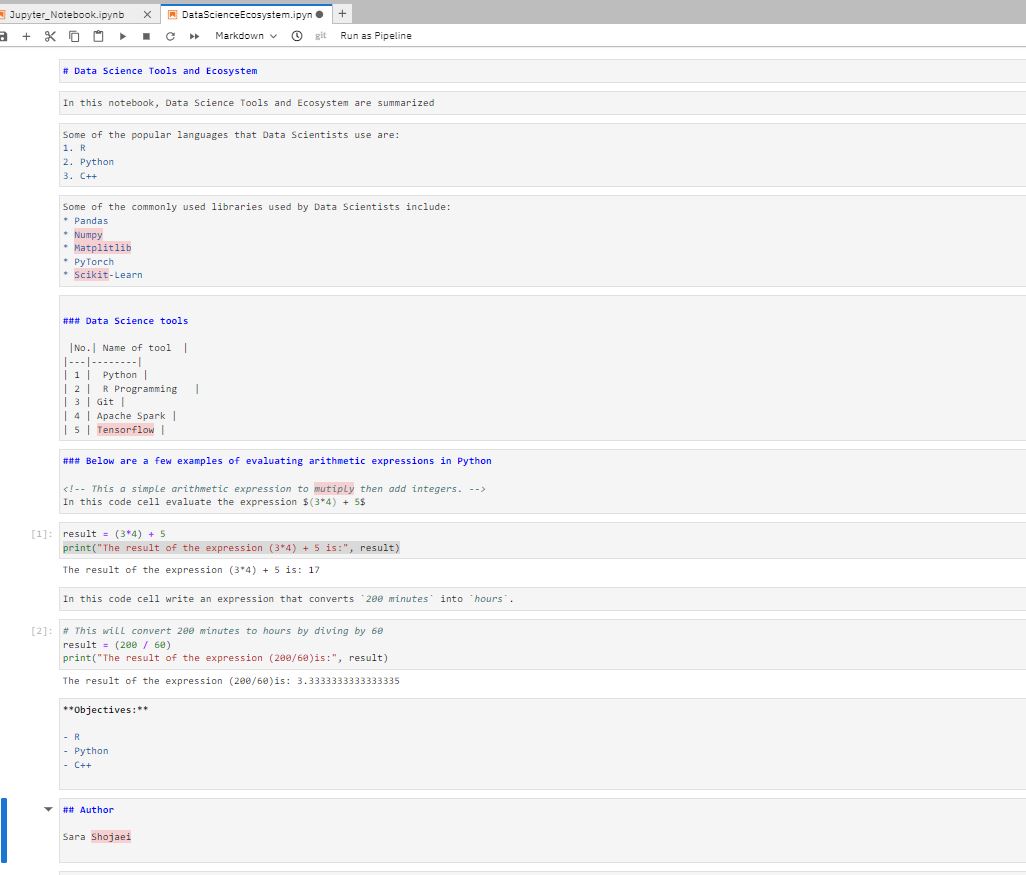 Jupyter_Notebook.ipynb
DataScienceEcosystem.ipyn
Markdown
git
Run as Pipeline
# Data Science Tools and Ecosystem
In this notebook, Data Science Tools and Ecosystem are summarized
Some of the popular languages that Data Scientists use are:
1. R
2. Python
3. C++
Some of the commonly used libraries used by Data Scientists include:
* Pandas
* Numpy
* Matplitlib
* PyTorch
* Scikit-Learn
### Data Science tools
|No.| Name of tool |
|---|--------|
| 1 | Python |
| 2 | R Programming |
| 3 | Git |
| 4 | Apache Spark |
| 5 | Tensorflow |
### Below are a few examples of evaluating arithmetic expressions in Python
<!-- This a simple arithmetic expression to mutiply then add integers. -->
In this code cell evaluate the expression $(3*4) + 5$
[1]: result = (3*4) + 5
print("The result of the expression (3*4) + 5 is:", result)
The result of the expression (3*4) + 5 is: 17
In this code cell write an expression that converts `200 minutes` into `hours`.
[2]: # This will convert 200 minutes to hours by diving by 60
result = (200 / 60)
print("The result of the expression (200/60)is:", result)
The result of the expression (200/60)is: 3.3333333333333335
**Objectives:**
- R
- Python
- C++
## Author
Sara Shojaei